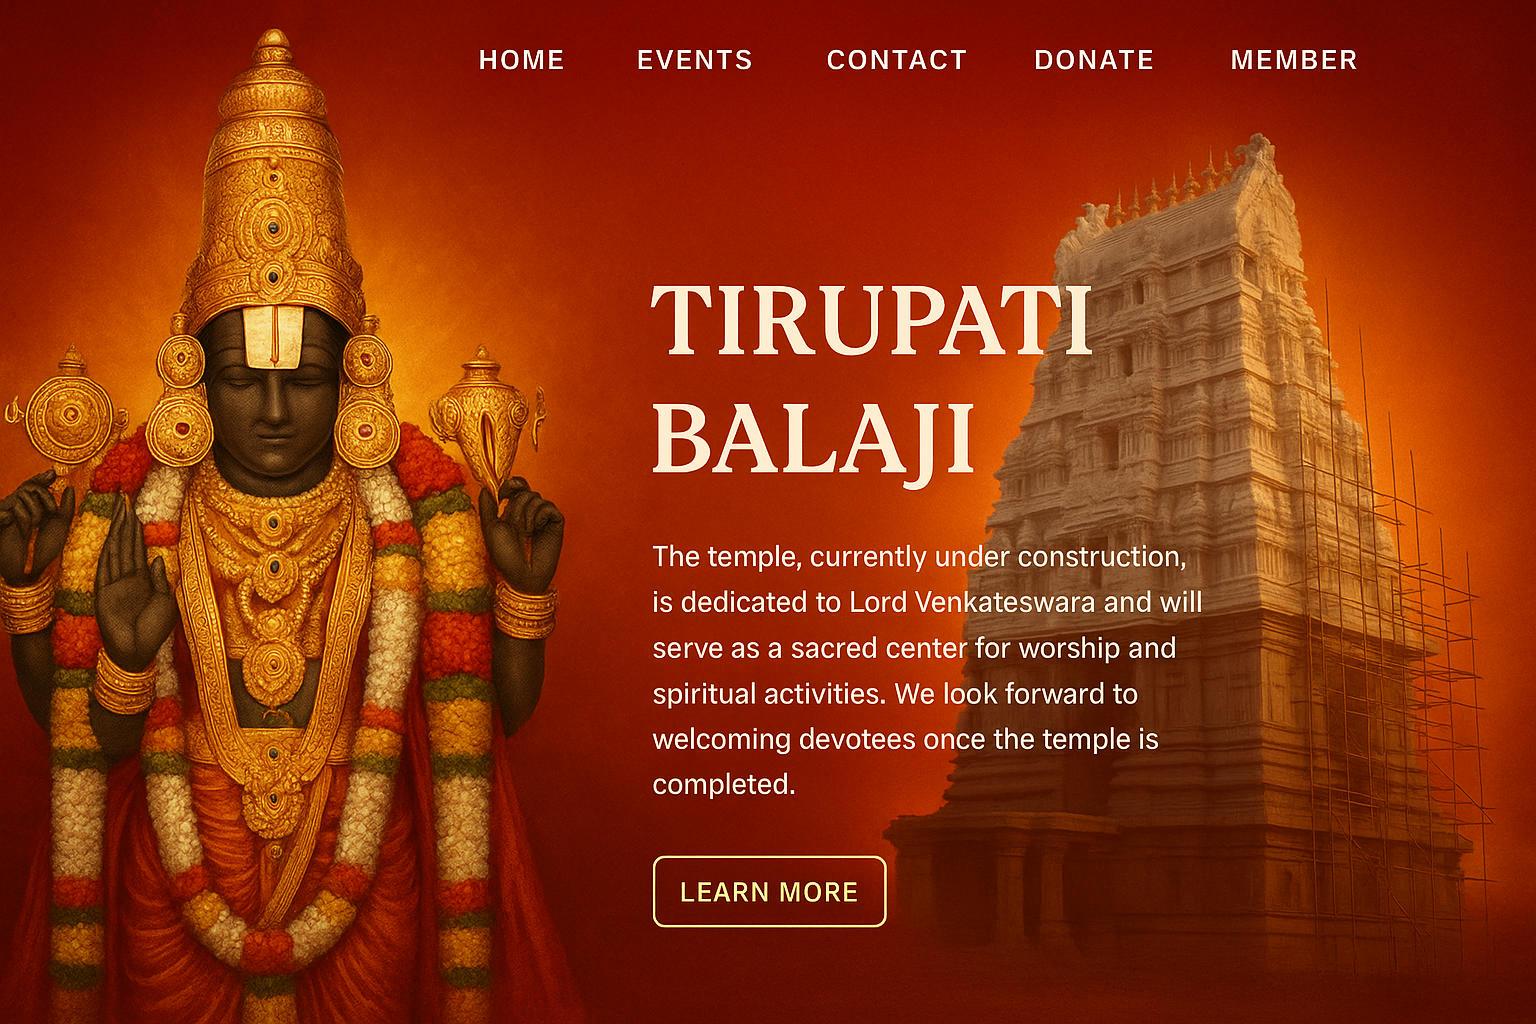 HOME EVENTS CONTACT DONATE MEMBER
TIRUPATI
BALAJI
The temple, currently under construction,
is dedicated to Lord Venkateswara and will
serve as a sacred center for worship and
spiritual activities. We look forward to
welcoming devotees once the temple is
completed.
LEARN MORE